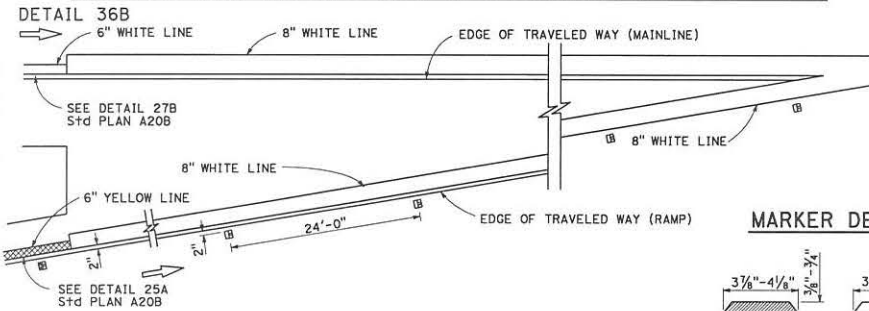 DETAIL 36B
6" WHITE LINE
8" WHITE LINE
EDGE OF TRAVELED WAY (MAINLINE)
SEE DETAIL 27B
Std PLAN A20B
8" WHITE LINE
8" WHITE LINE
6" YELLOW LINE
24'-0"
EDGE OF TRAVELED WAY (RAMP)
2"
2"
SEE DETAIL 25A
Std PLAN A20B
MARKER DE
3⅞"-4⅛"
⅜"-¾"
3